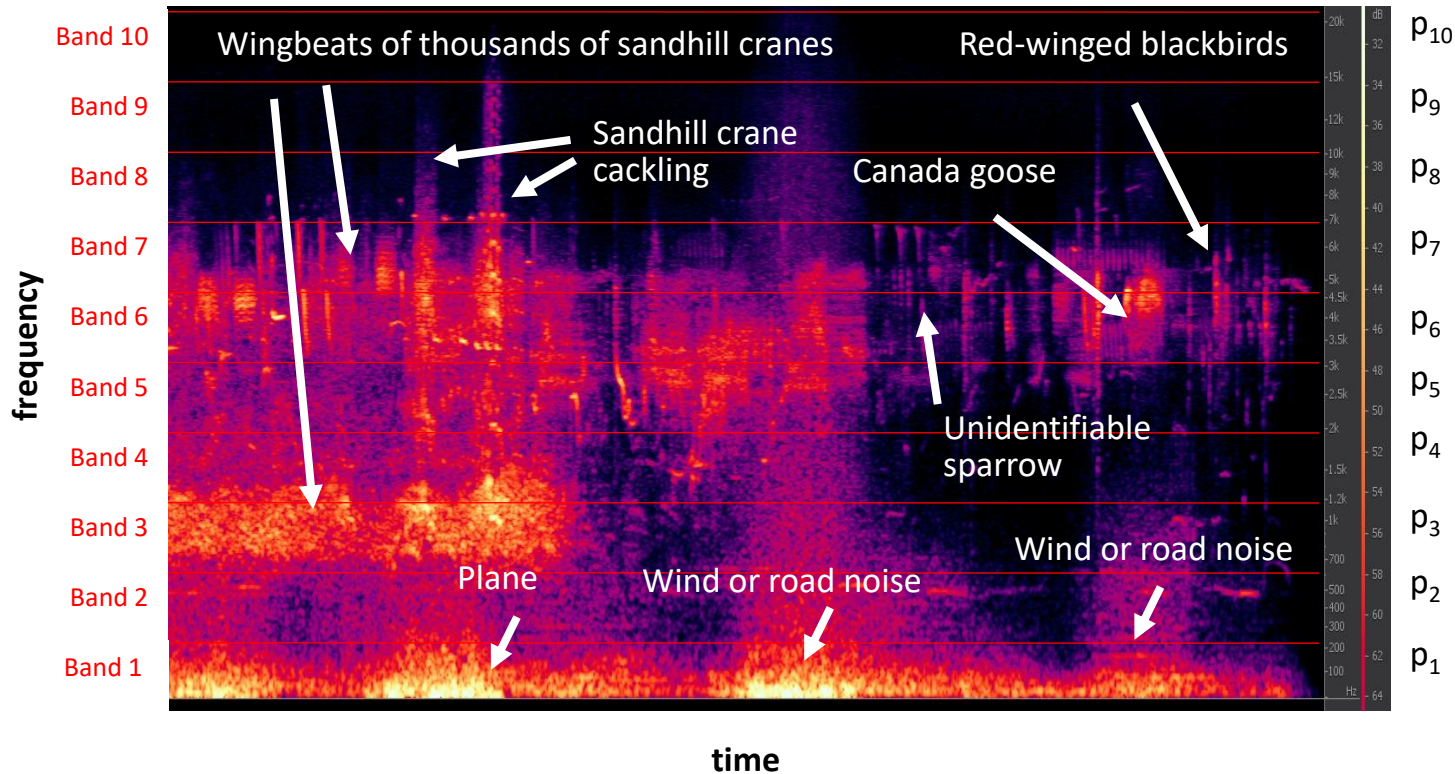 Band 10
Band 9
Band 8
Band 7
Band 6
Band 5
Band 4
Band 3
Band 2
Band 1
frequency
time
Wingbeats of thousands of sandhill cranes
Red-winged blackbirds
Sandhill crane
cackling
Canada goose
Unidentifiable
sparrow
Plane
Wind or road noise
Wind or road noise
20k
15k
12k
10k
9k
8k
7k
6k
5k
4.5k
4k
3.5k
3k
2.5k
2k
1.5k
1.2k
1k
700
500
400
300
200
100
Hz
dB
32
34
36
38
40
42
44
46
48
50
52
54
56
58
60
62
64
p10
p9
p8
p7
p6
p5
p4
p3
p2
p1